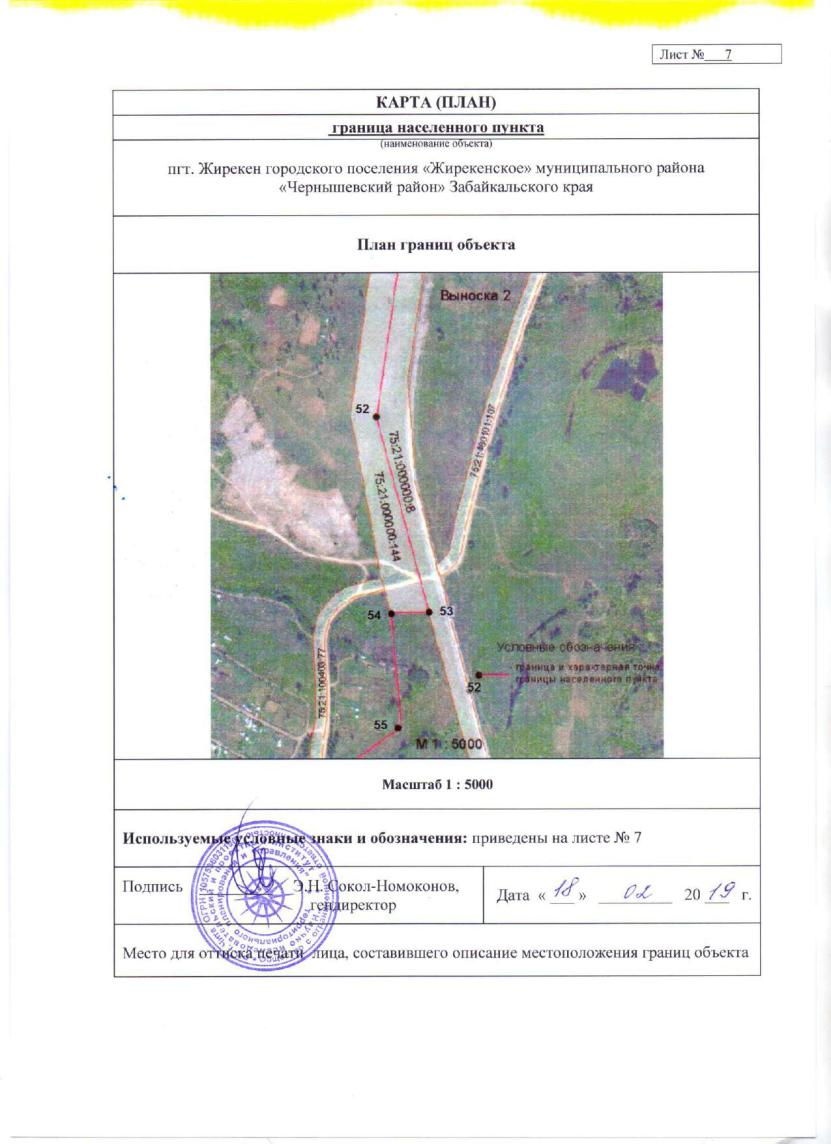 Лист № 7
КАРТА (ПЛАН)
граница населенного пункта
(наименование объекта)
пгт. Жирекен городского поселения «Жирекенское» муниципального района
«Чернышевский район» Забайкальского края
План границ объекта
Выноска 2
52
75:21:000000:8
75:21:000000:144
54
53
Условные обозначения
граница и характерная точка
границы населенного пункта
52
55
М 1 : 5000
Масштаб 1 : 5000
Используемые условные знаки и обозначения: приведены на листе № 7
Подпись Э.Н. Сокол-Номоконов,
гендиректор
Дата « 18 » 02 20 19 г.
Место для оттиска печати лица, составившего описание местоположения границ объекта